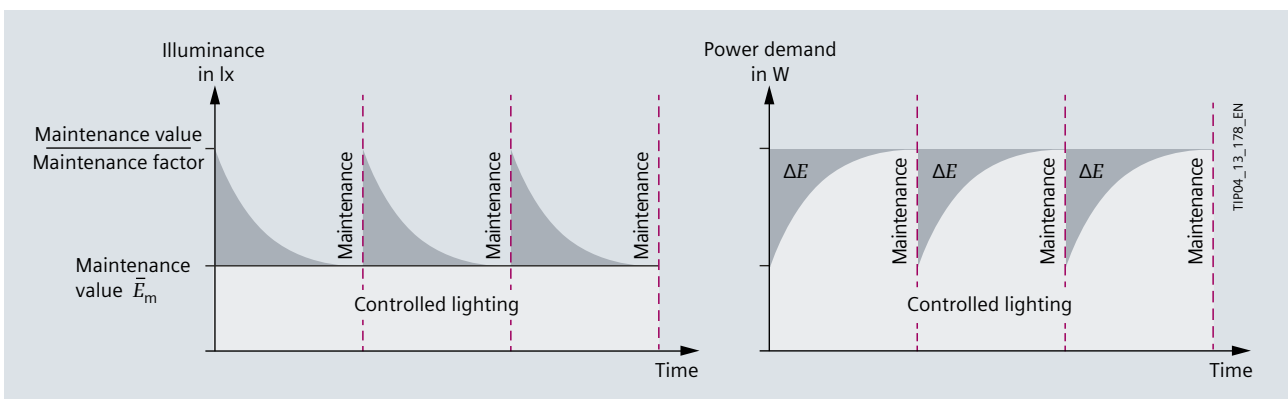 Illuminance
in lx
Maintenance value
Maintenance factor
Maintenance
value Ēm
Maintenance
Maintenance
Maintenance
Controlled lighting
Time
Power demand
in W
ΔE
ΔE
ΔE
Maintenance
Maintenance
Maintenance
Controlled lighting
Time
TIP04_13_178_EN